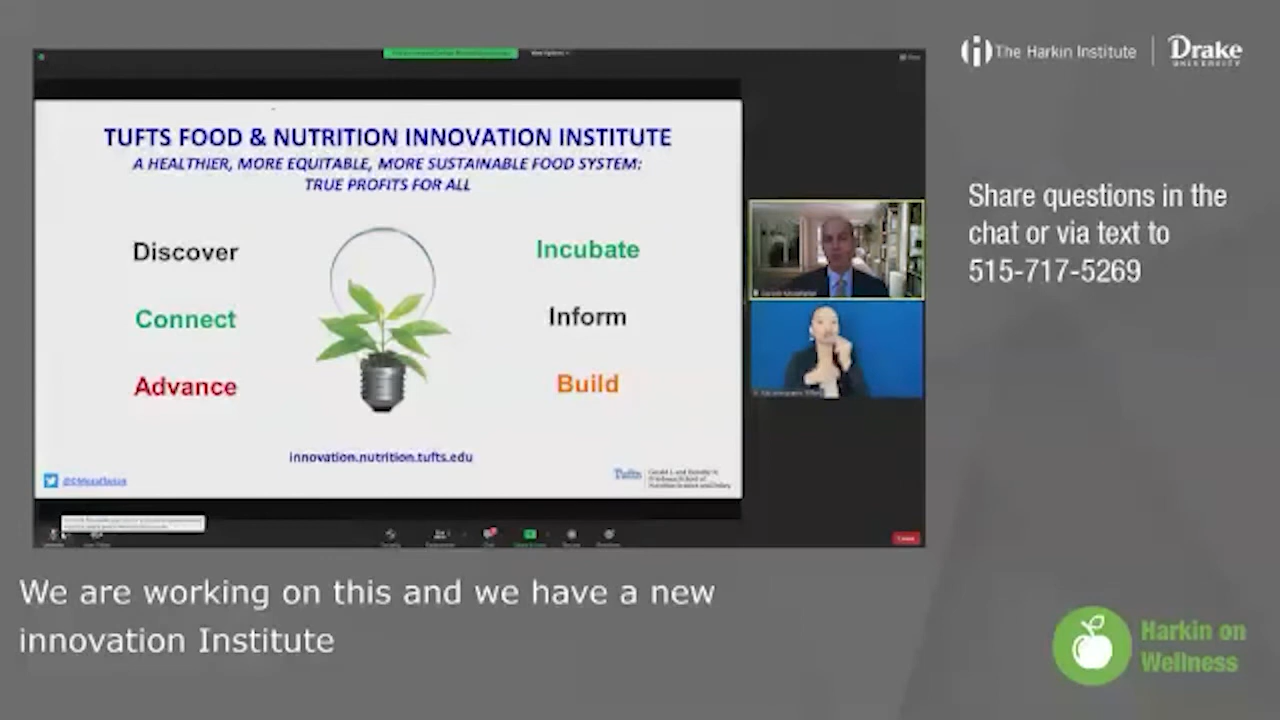 The Harkin Institute
Drake
UNIVERSITY
TUFTS FOOD & NUTRITION INNOVATION INSTITUTE
A HEALTHIER, MORE EQUITABLE, MORE SUSTAINABLE FOOD SYSTEM:
TRUE PROFITS FOR ALL
Discover
Connect
Advance
Incubate
Inform
Build
innovation.nutrition.tufts.edu
Tufts
Share questions in the
chat or via text to
515-717-5269
We are working on this and we have a new
innovation Institute
Harkin on
Wellness